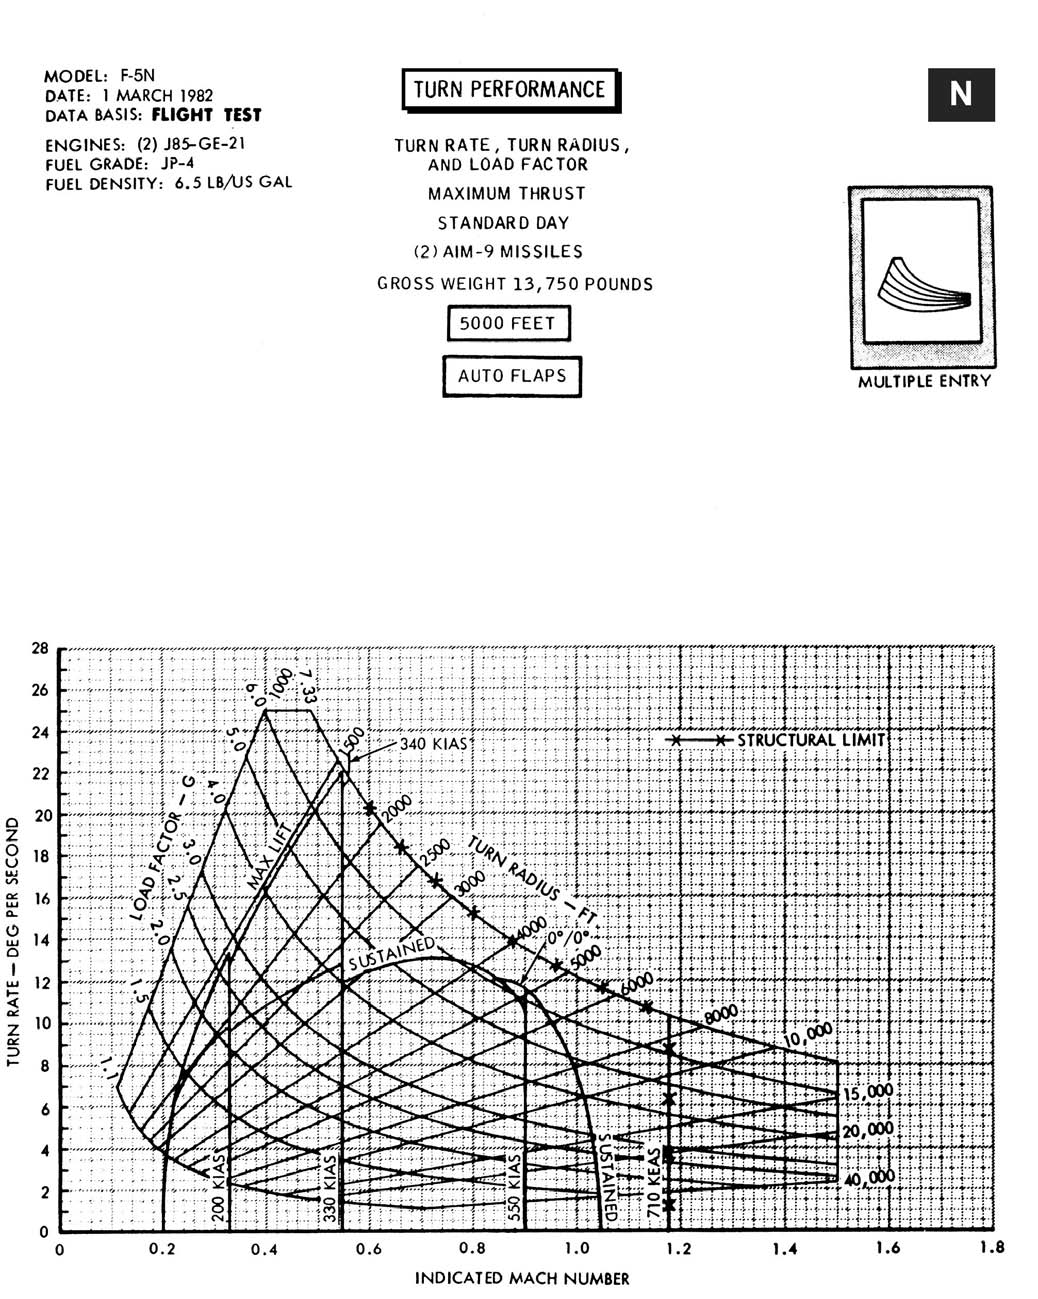 MODEL: F-5N
DATE: 1 MARCH 1982
DATA BASIS: FLIGHT TEST
ENGINES: (2) J85-GE-21
FUEL GRADE: JP-4
FUEL DENSITY: 6.5 LB/US GAL
TURN PERFORMANCE
TURN RATE, TURN RADIUS,
AND LOAD FACTOR
MAXIMUM THRUST
STANDARD DAY
(2) AIM-9 MISSILES
GROSS WEIGHT 13,750 POUNDS
5000 FEET
AUTO FLAPS
N
MULTIPLE ENTRY
TURN RATE — DEG PER SECOND
28
26
24
22
20
18
16
14
12
10
8
6
4
2
0
LOAD FACTOR — G
1.1
1.5
2.0
2.5
3.0
4.0
5.0
6.0
7.33
1000
1500
340 KIAS
STRUCTURAL LIMIT
2000
2500
3000
TURN RADIUS — FT
4000
0°/0°
5000
6000
8000
10,000
15,000
20,000
40,000
MAX LIFT
SUSTAINED
200 KIAS
330 KIAS
550 KIAS
SUSTAINED
710 KEAS
0
0.2
0.4
0.6
0.8
1.0
1.2
1.4
1.6
1.8
INDICATED MACH NUMBER